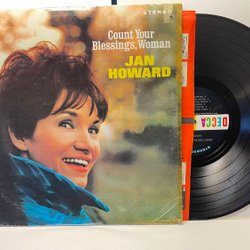 STEREO
Count Your
Blessings, Woman
JAN
HOWARD
DECCA